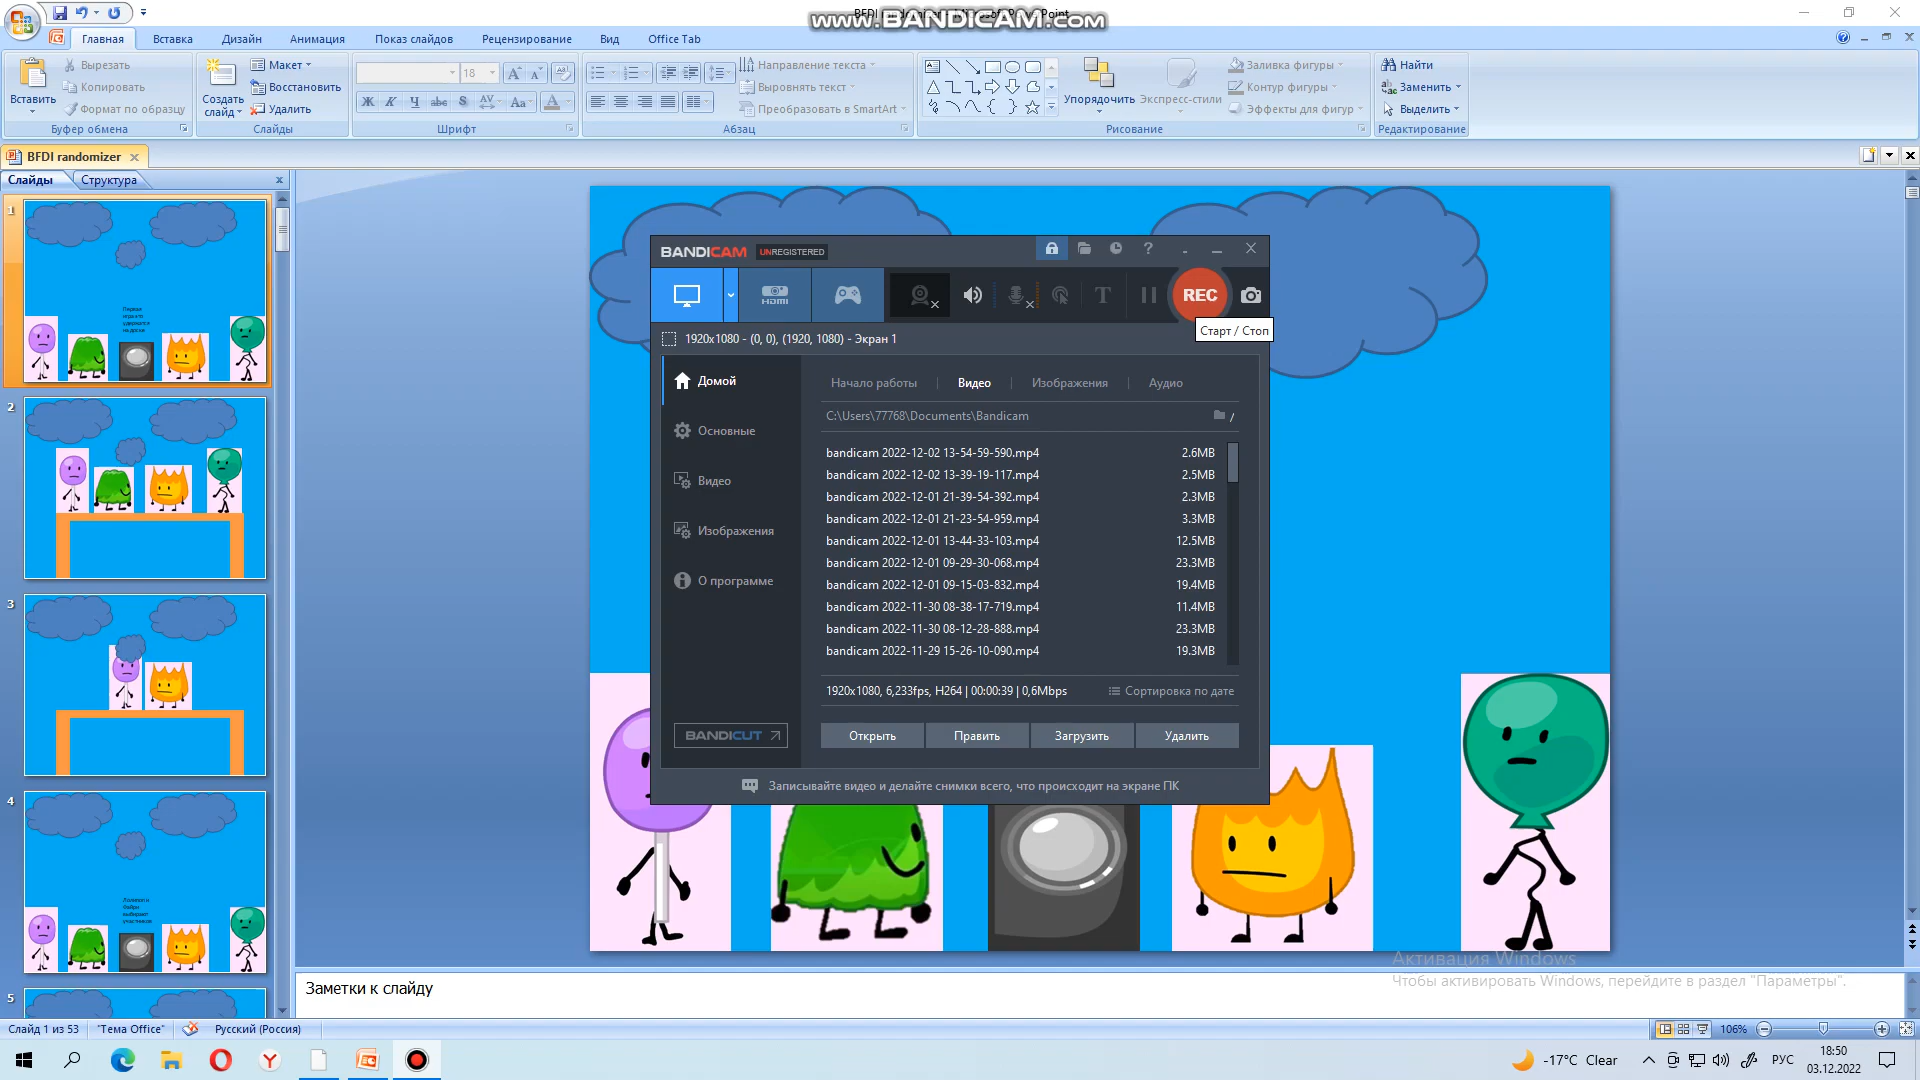 www.BANDICAM.com
Главная
Вставка
Дизайн
Анимация
Показ слайдов
Рецензирование
Вид
Office Tab
Вставить
Вырезать
Копировать
Формат по образцу
Буфер обмена
Создать слайд
Макет
Восстановить
Удалить
Слайды
18
Ж К Ч abc S AV Aa A
Шрифт
Направление текста
Выровнять текст
Преобразовать в SmartArt
Абзац
Упорядочить
Экспресс-стили
Заливка фигуры
Контур фигуры
Эффекты для фигур
Рисование
Найти
Заменить
Выделить
Редактирование
BFDI randomizer
Слайды
Структура
1
2
3
4
5
BANDICAM UNREGISTERED
HDMI
REC
Старт / Стоп
1920x1080 - (0, 0), (1920, 1080) - Экран 1
Домой
Основные
Видео
Изображения
О программе
BANDICUT
Начало работы
Видео
Изображения
Аудио
C:\Users\77768\Documents\Bandicam
bandicam 2022-12-02 13-54-59-590.mp4 2.6MB
bandicam 2022-12-02 13-39-19-117.mp4 2.5MB
bandicam 2022-12-01 21-39-54-392.mp4 2.3MB
bandicam 2022-12-01 21-23-54-959.mp4 3.3MB
bandicam 2022-12-01 13-44-33-103.mp4 12.5MB
bandicam 2022-12-01 09-29-30-068.mp4 23.3MB
bandicam 2022-12-01 09-15-03-832.mp4 19.4MB
bandicam 2022-11-30 08-38-17-719.mp4 11.4MB
bandicam 2022-11-30 08-12-28-888.mp4 23.3MB
bandicam 2022-11-29 15-26-10-090.mp4 19.3MB
1920x1080, 6,233fps, H264 | 00:00:39 | 0,6Mbps
Сортировка по дате
Открыть
Править
Загрузить
Удалить
Записывайте видео и делайте снимки всего, что происходит на экране ПК
Активация Windows
Чтобы активировать Windows, перейдите в раздел "Параметры".
Заметки к слайду
Слайд 1 из 53
"Тема Office"
Русский (Россия)
106%
-17°C Clear
РУС
18:50
03.12.2022